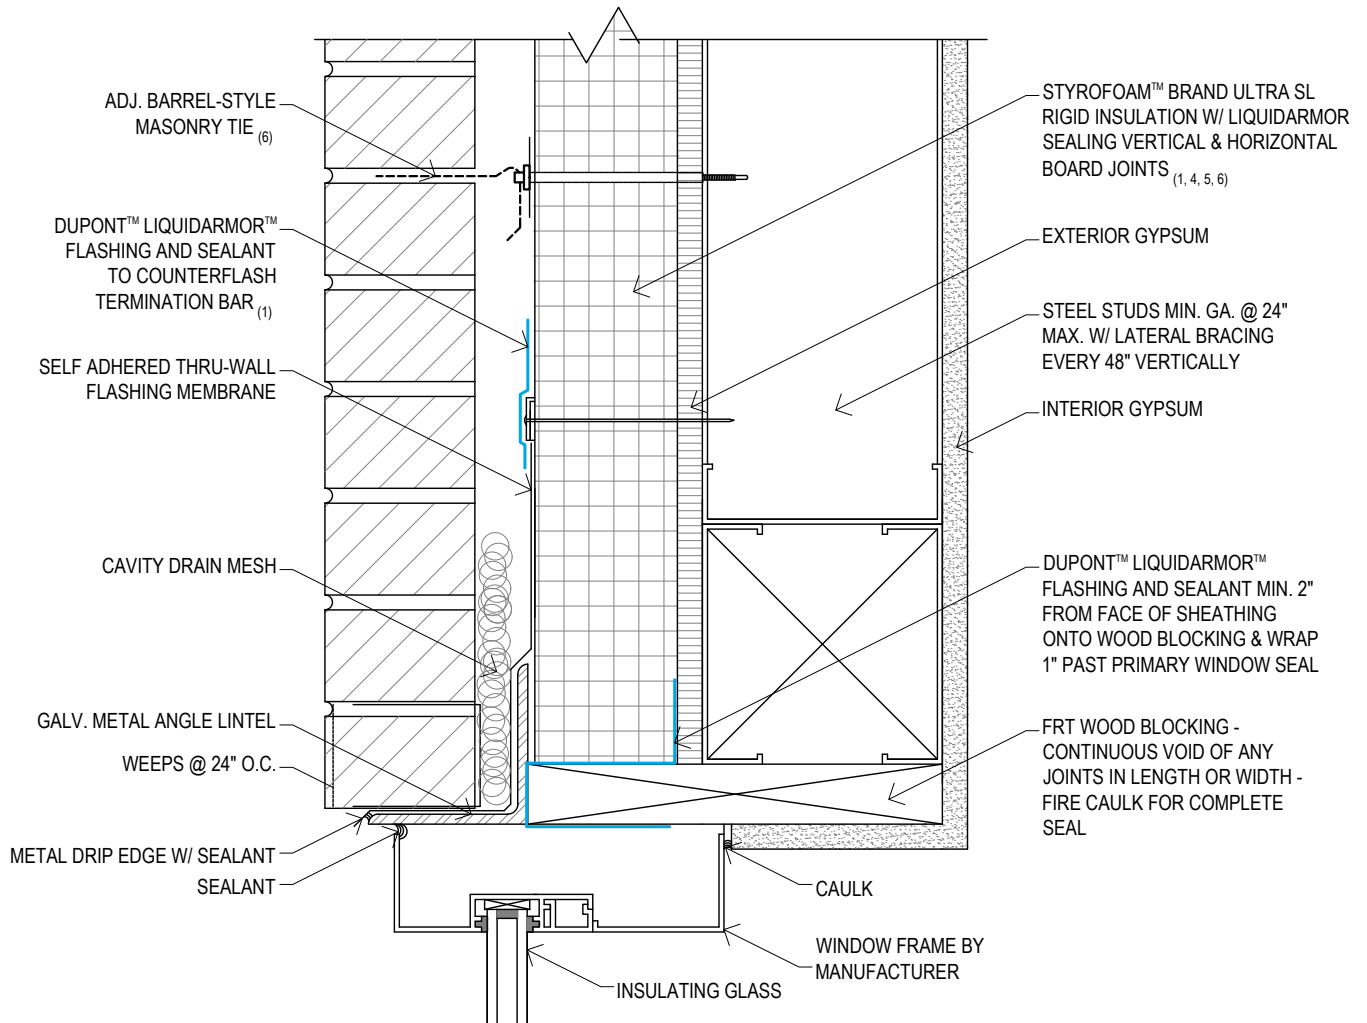 ADJ. BARREL-STYLE
MASONRY TIE (6)
DUPONT™ LIQUIDARMOR™
FLASHING AND SEALANT
TO COUNTERFLASH
TERMINATION BAR (1)
SELF ADHERED THRU-WALL
FLASHING MEMBRANE
CAVITY DRAIN MESH
GALV. METAL ANGLE LINTEL
WEEPS @ 24" O.C.
METAL DRIP EDGE W/ SEALANT
SEALANT
STYROFOAM™ BRAND ULTRA SL
RIGID INSULATION W/ LIQUIDARMOR
SEALING VERTICAL & HORIZONTAL
BOARD JOINTS (1, 4, 5, 6)
EXTERIOR GYPSUM
STEEL STUDS MIN. GA. @ 24"
MAX. W/ LATERAL BRACING
EVERY 48" VERTICALLY
INTERIOR GYPSUM
DUPONT™ LIQUIDARMOR™
FLASHING AND SEALANT MIN. 2"
FROM FACE OF SHEATHING
ONTO WOOD BLOCKING & WRAP
1" PAST PRIMARY WINDOW SEAL
FRT WOOD BLOCKING -
CONTINUOUS VOID OF ANY
JOINTS IN LENGTH OR WIDTH -
FIRE CAULK FOR COMPLETE
SEAL
CAULK
WINDOW FRAME BY
MANUFACTURER
INSULATING GLASS